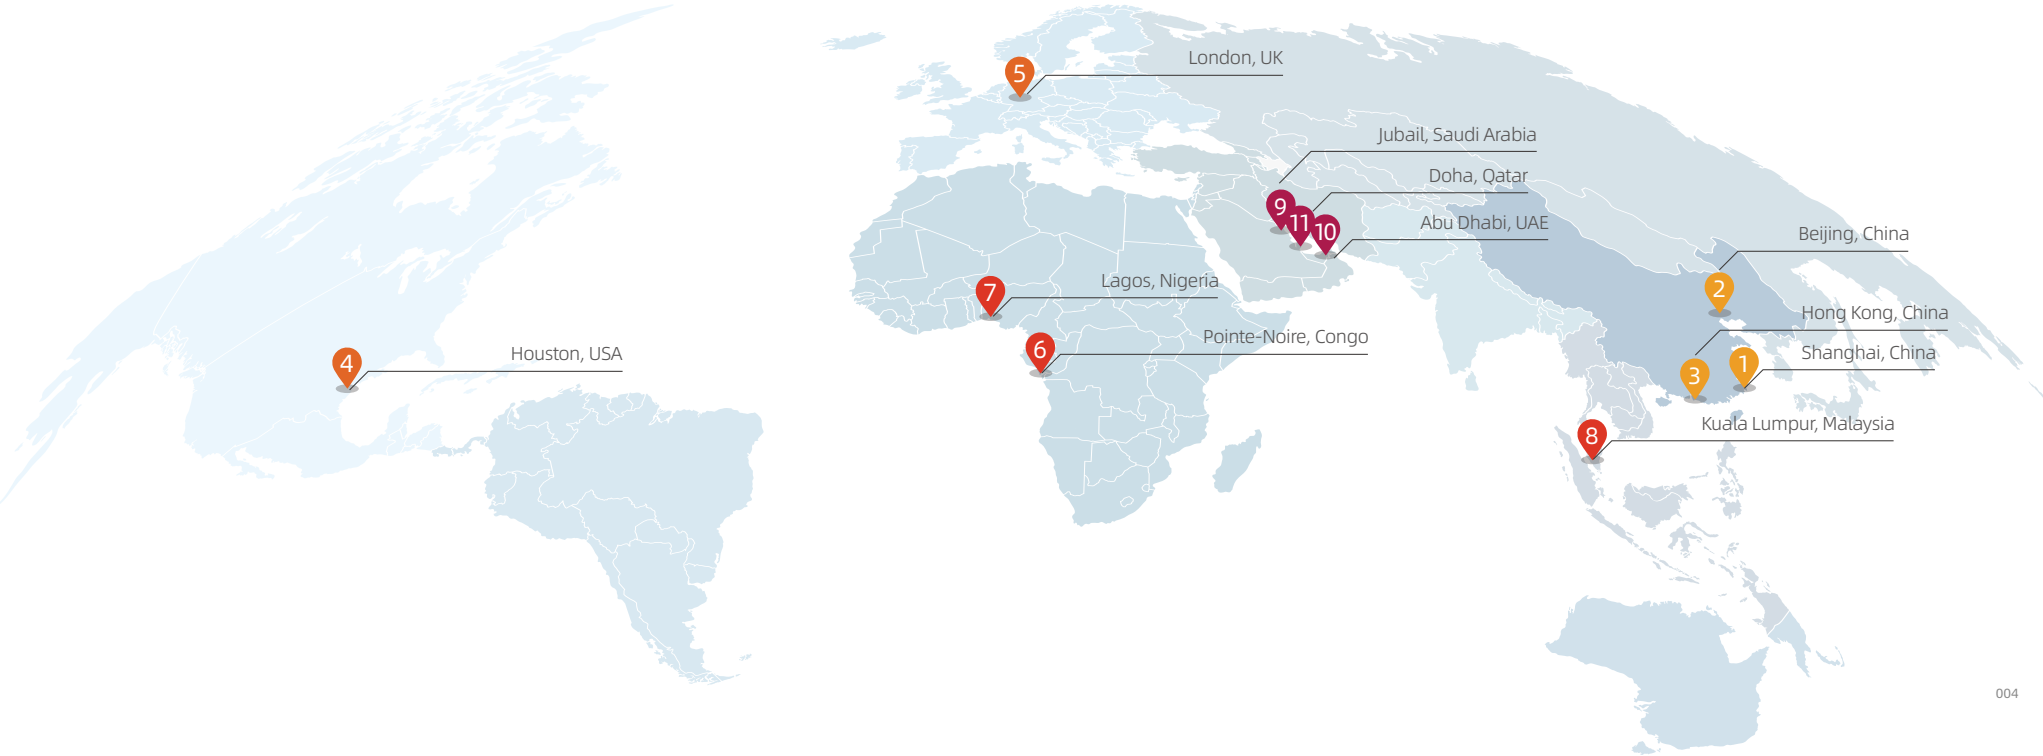 London, UK
5
Jubail, Saudi Arabia
Doha, Qatar
9
11
10
Abu Dhabi, UAE
Beijing, China
2
Lagos, Nigeria
7
Hong Kong, China
Pointe-Noire, Congo
6
Houston, USA
4
Shanghai, China
1
3
Kuala Lumpur, Malaysia
8
004